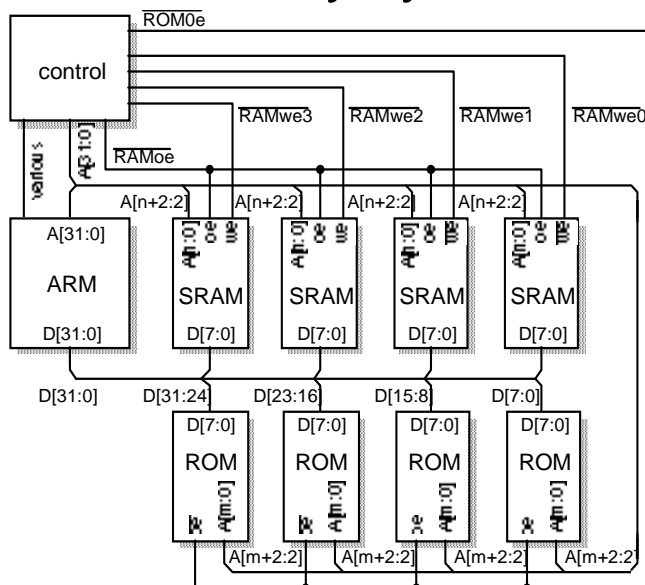 ROM0e
control
RAMwe3 RAMwe2 RAMwe1 RAMwe0
various
A[31:0]
RAMoe
A[n+2:2] A[n+2:2] A[n+2:2] A[n+2:2]
A[31:0]
ARM
D[31:0]
A[n:0] oe we
SRAM
D[7:0]
A[n:0] oe we
SRAM
D[7:0]
A[n:0] oe we
SRAM
D[7:0]
A[n:0] oe we
SRAM
D[7:0]
D[31:0] D[31:24] D[23:16] D[15:8] D[7:0]
D[7:0]
ROM
oe A[m:0]
D[7:0]
ROM
oe A[m:0]
D[7:0]
ROM
oe A[m:0]
D[7:0]
ROM
oe A[m:0]
A[m+2:2] A[m+2:2] A[m+2:2] A[m+2:2]